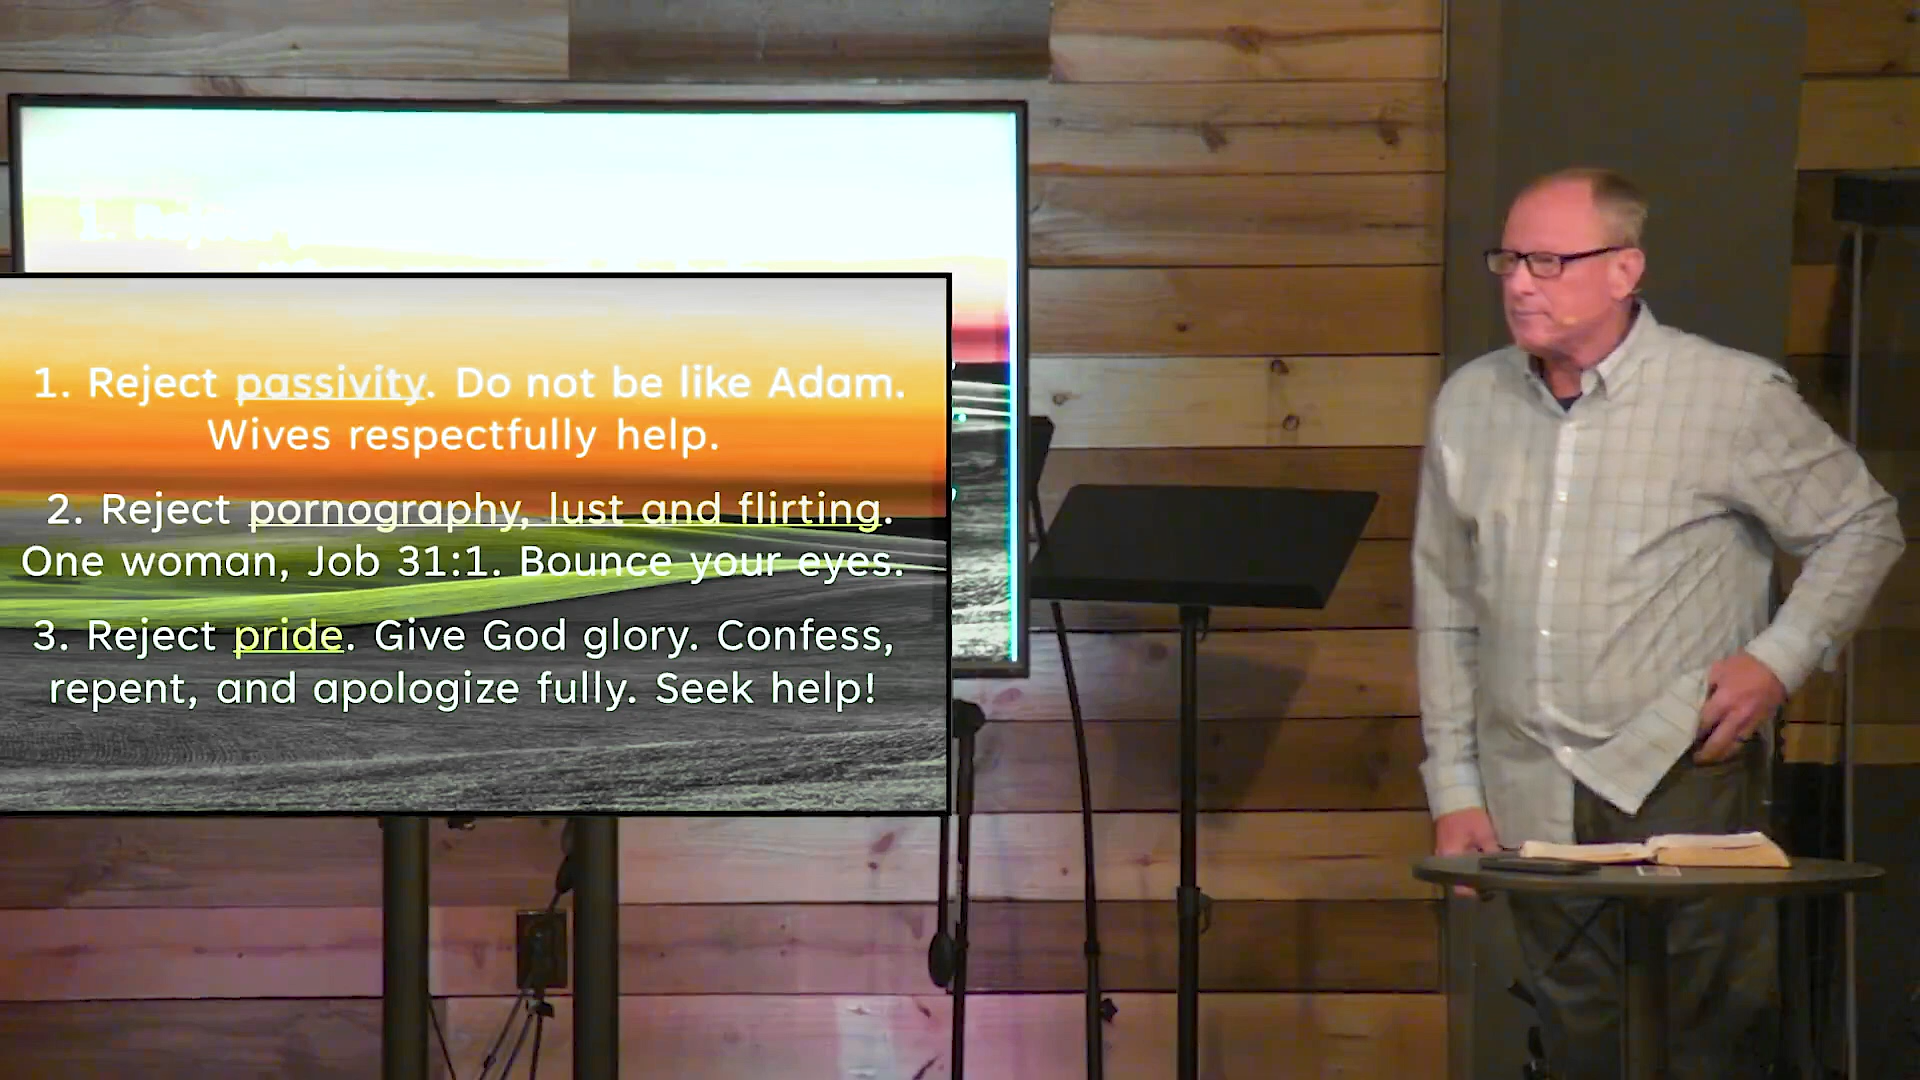 1. Reject
1. Reject passivity. Do not be like Adam.
Wives respectfully help.
2. Reject pornography, lust and flirting.
One woman, Job 31:1. Bounce your eyes.
3. Reject pride. Give God glory. Confess,
repent, and apologize fully. Seek help!